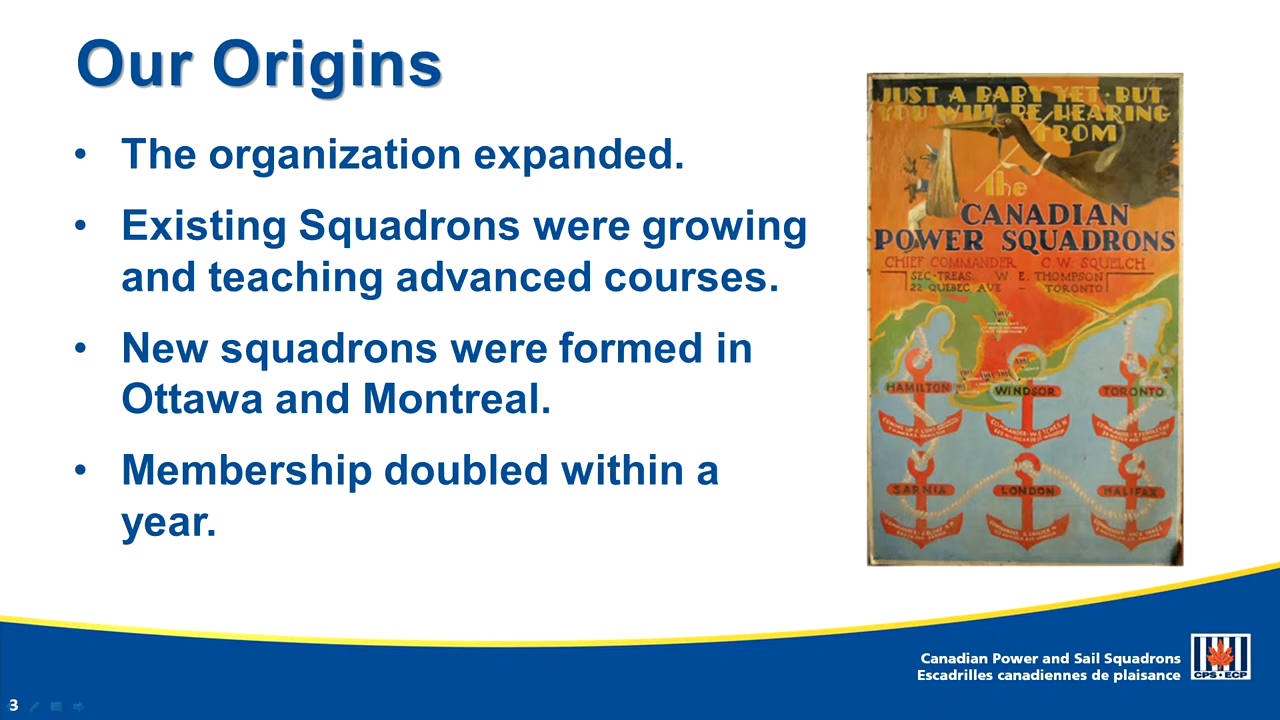 Our Origins
• The organization expanded.
• Existing Squadrons were growing
and teaching advanced courses.
• New squadrons were formed in
Ottawa and Montreal.
• Membership doubled within a
year.
JUST A BABY YET · BUT
YOU WILL BE HEARING
FROM
The
CANADIAN
POWER SQUADRONS
CHIEF COMMANDER C.W. SQUELCH
SEC-TREAS. W. E. THOMPSON
22 QUEBEC AVE - TORONTO
HAMILTON WINDSOR TORONTO
SARNIA LONDON HALIFAX
Canadian Power and Sail Squadrons
Escadrilles canadiennes de plaisance
CPS · ECP
3